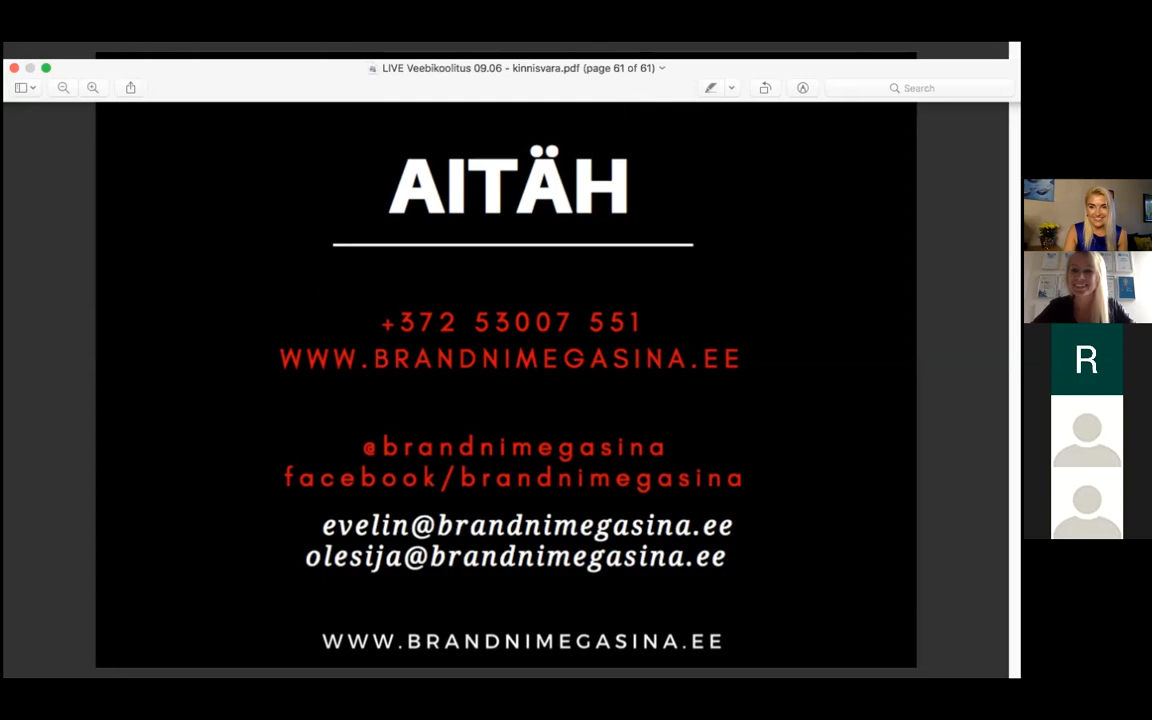 LIVE Veebikoolitus 09.06 - kinnisvara.pdf (page 61 of 61)
Search
AITÄH
+372 53007 551
WWW.BRANDNIMEGASINA.EE
@brandnimegasina
facebook/brandnimegasina
evelin@brandnimegasina.ee
olesija@brandnimegasina.ee
WWW.BRANDNIMEGASINA.EE
R